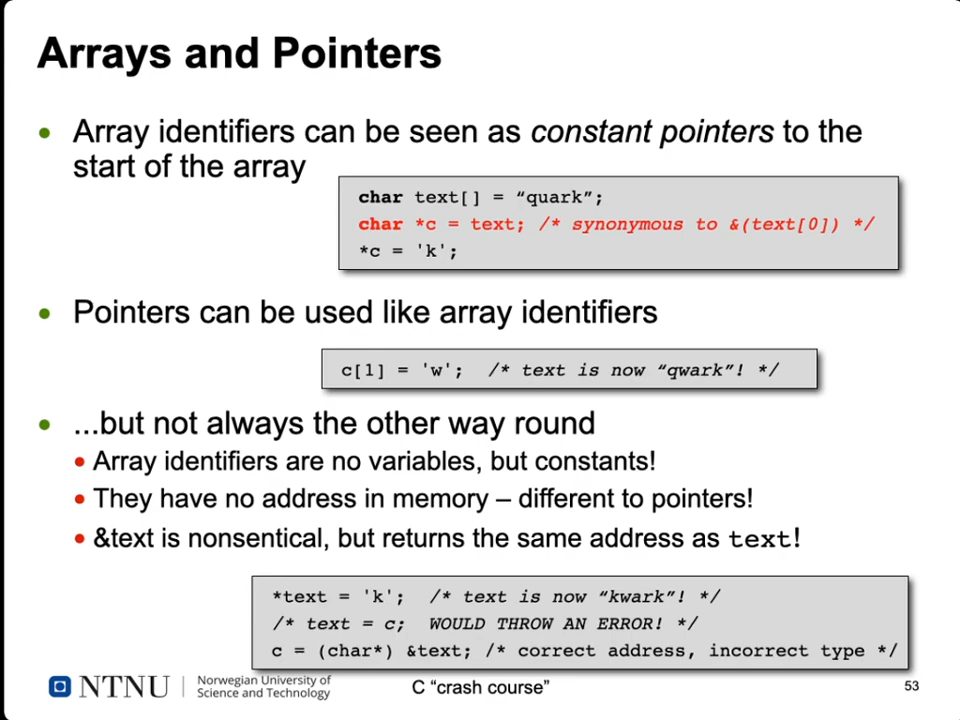 Arrays and Pointers
• Array identifiers can be seen as constant pointers to the
start of the array
char text[] = “quark”;
char *c = text; /* synonymous to &(text[0]) */
*c = 'k';
• Pointers can be used like array identifiers
c[1] = 'w'; /* text is now “qwark”! */
• ...but not always the other way round
• Array identifiers are no variables, but constants!
• They have no address in memory – different to pointers!
• &text is nonsentical, but returns the same address as text!
*text = 'k'; /* text is now “kwark”! */
/* text = c; WOULD THROW AN ERROR! */
c = (char*) &text; /* correct address, incorrect type */
NTNU
Norwegian University of
Science and Technology
C “crash course”
53